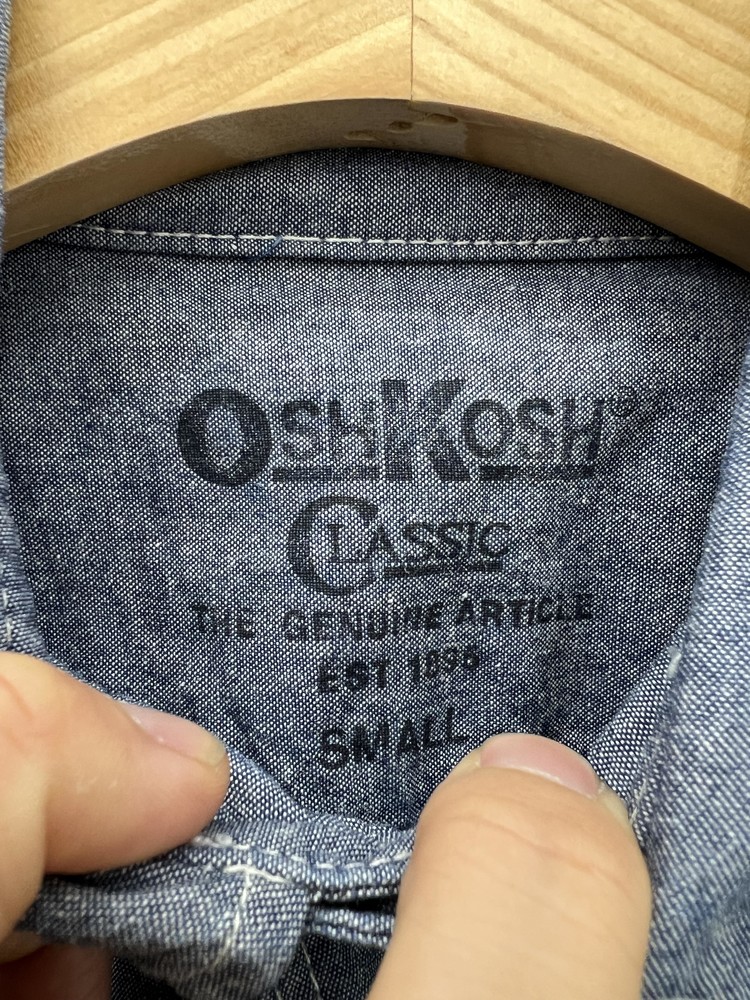 OSHKOSH®
CLASSIC
THE GENUINE ARTICLE
EST 1895
SMALL